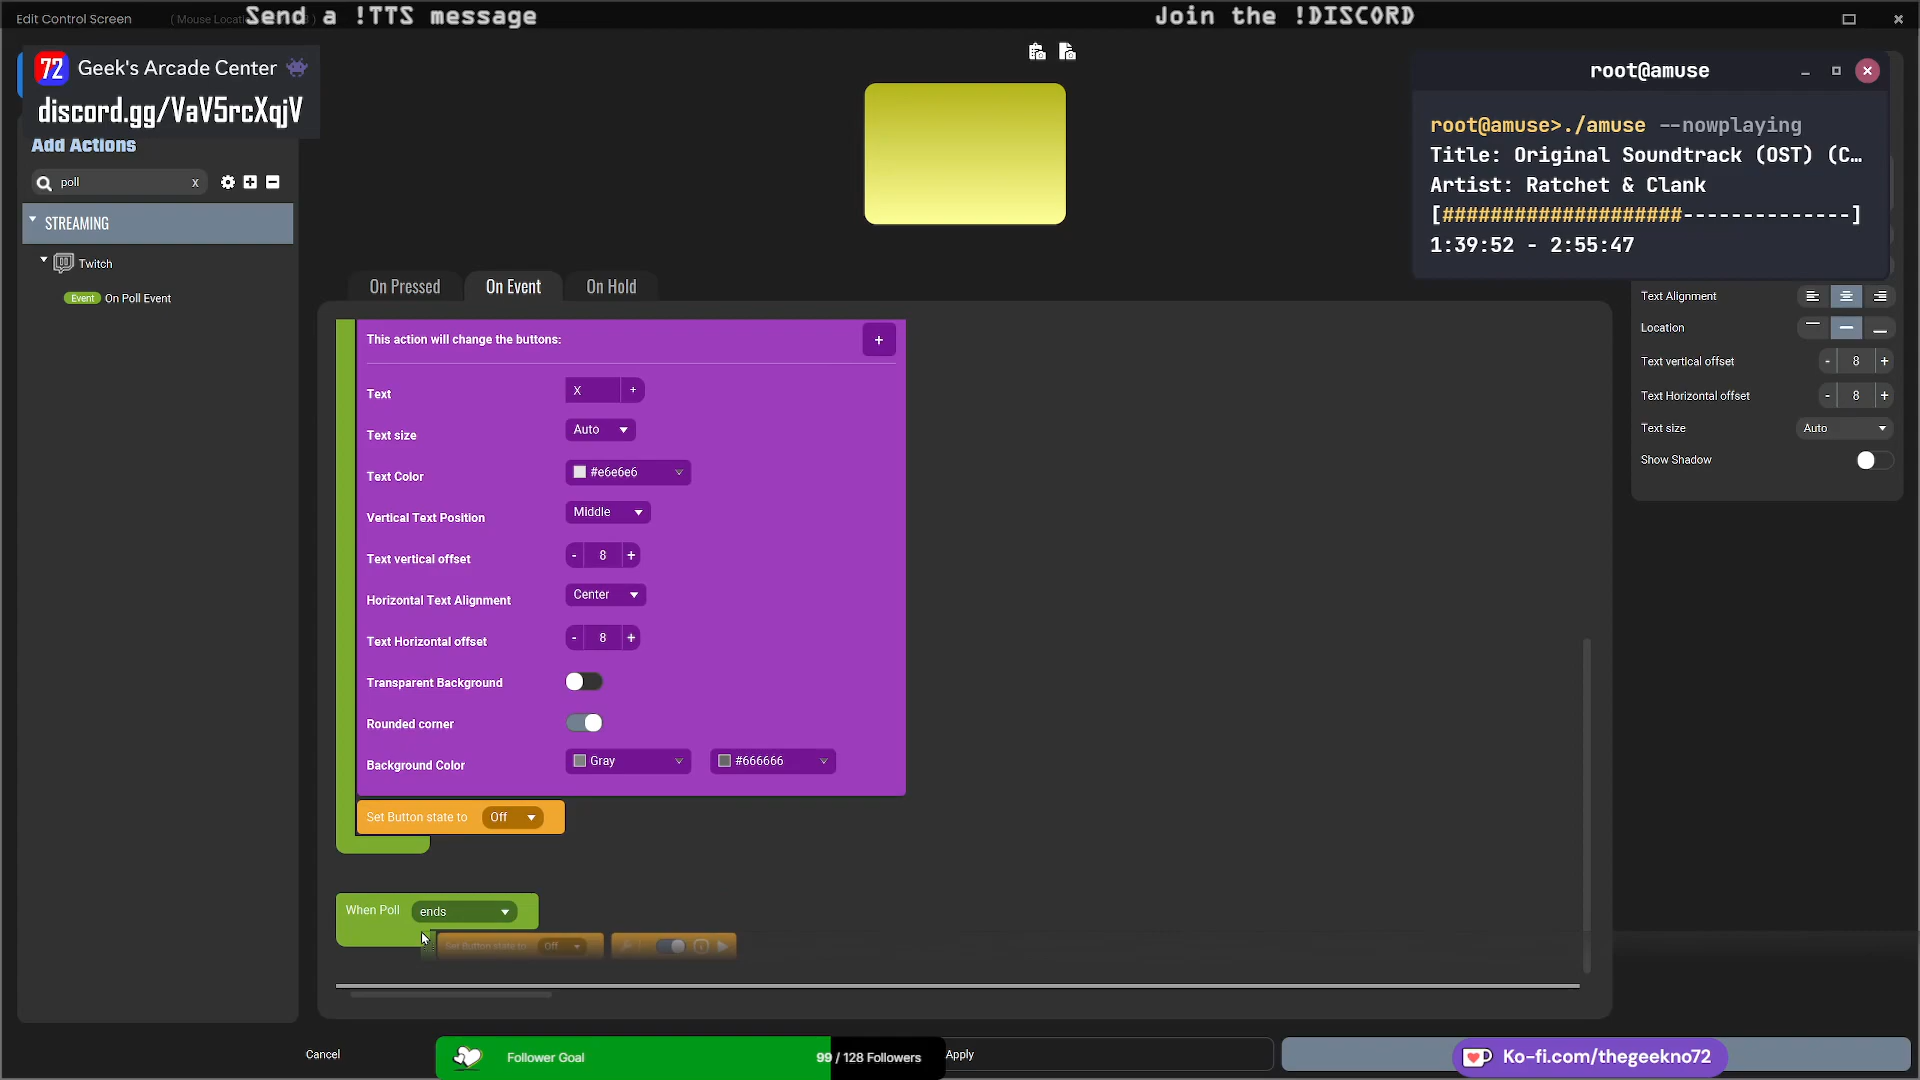 Edit Control Screen
Send a !TTS message
Join the !DISCORD
72 Geek's Arcade Center
discord.gg/VaV5rcXqjV
root@amuse
root@amuse>./amuse --nowplaying
Title: Original Soundtrack (OST) (C…
Artist: Ratchet & Clank
[####################--------------]
1:39:52 - 2:55:47
Add Actions
poll x
STREAMING
Twitch
Event On Poll Event
On Pressed On Event On Hold
This action will change the buttons: +
Text X +
Text size Auto
Text Color #e6e6e6
Vertical Text Position Middle
Text vertical offset - 8 +
Horizontal Text Alignment Center
Text Horizontal offset - 8 +
Transparent Background
Rounded corner
Background Color Gray #666666
Set Button state to Off
When Poll ends
Set Button state to Off
Text Alignment
Location
Text vertical offset - 8 +
Text Horizontal offset - 8 +
Text size Auto
Show Shadow
Cancel
Follower Goal 99 / 128 Followers
Apply
Ko-fi.com/thegeekno72